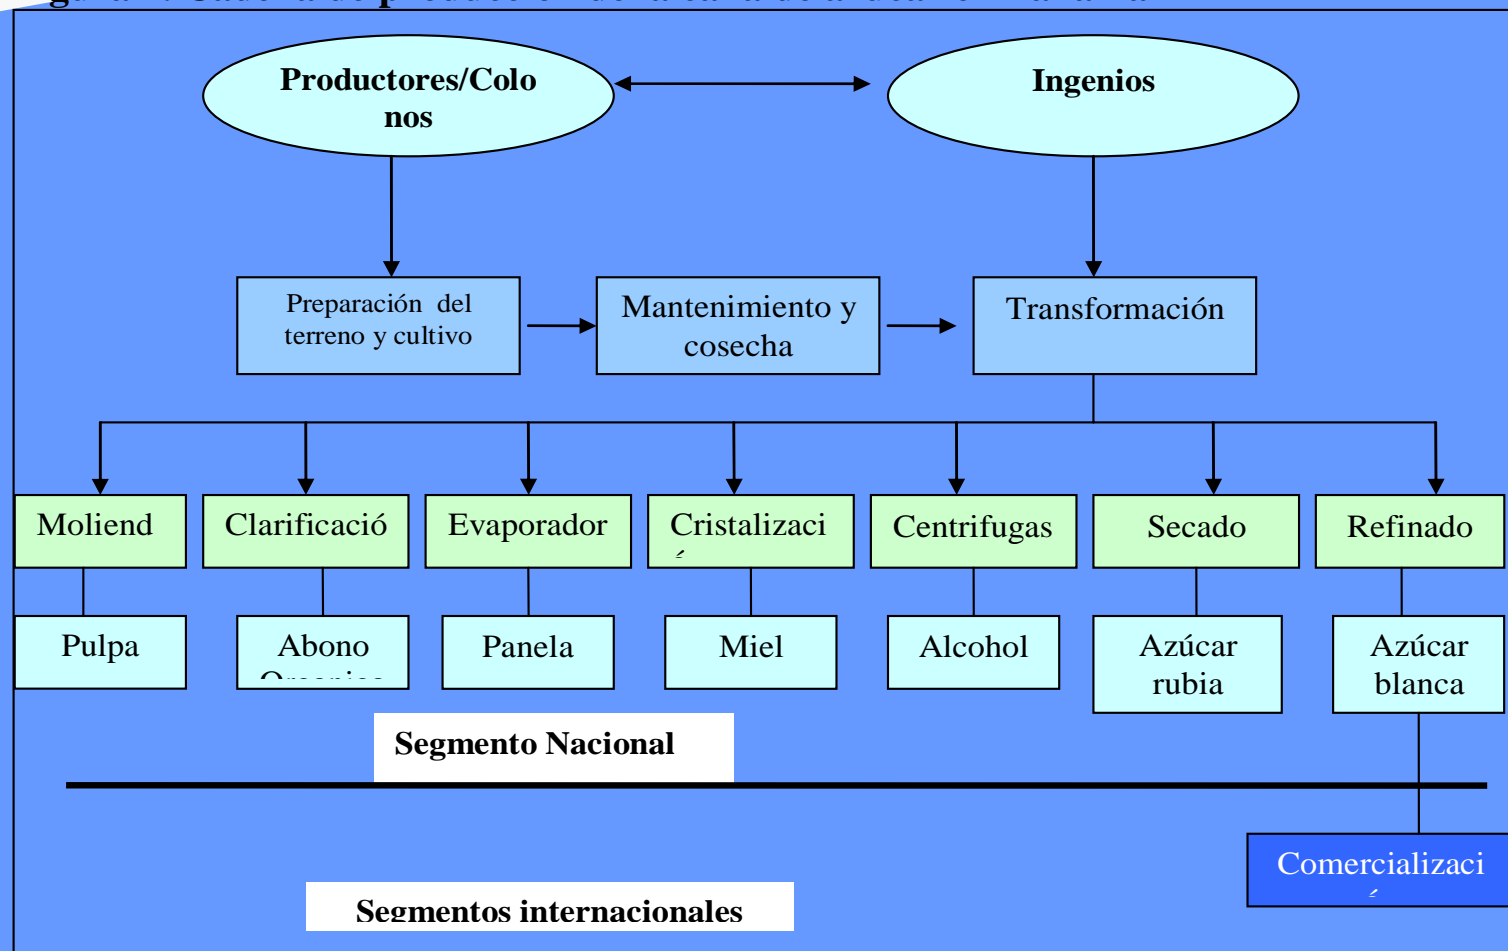 Productores/Colo
nos
Ingenios
Preparación del
terreno y cultivo
Mantenimiento y
cosecha
Transformación
Moliend
Clarificació
Evaporador
Cristalizaci
Centrifugas
Secado
Refinado
Pulpa
Abono
Panela
Miel
Alcohol
Azúcar
rubia
Azúcar
blanca
Segmento Nacional
Comercializaci
Segmentos internacionales